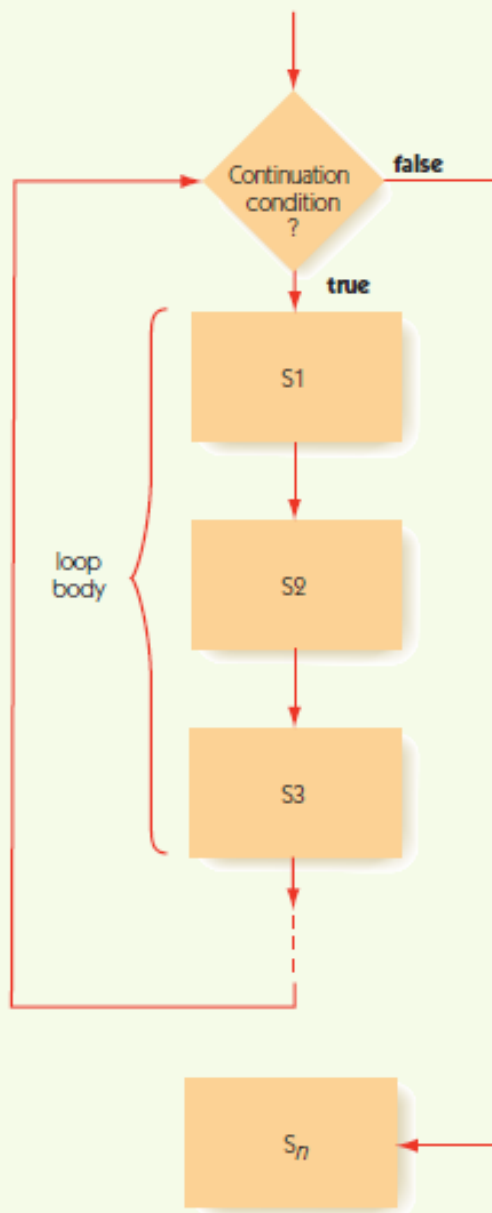 Continuation
condition
?
false
true
S1
loop
body
S2
S3
Sn